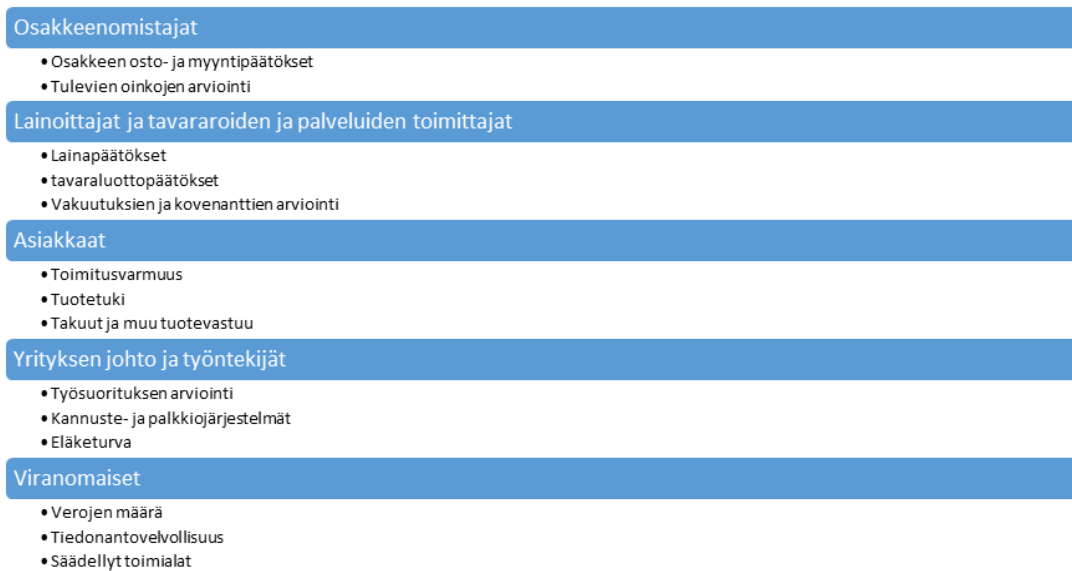 Osakkeenomistajat
• Osakkeen osto- ja myyntipäätökset
• Tulevien oinkojen arviointi
Lainoittajat ja tavararoiden ja palveluiden toimittajat
• Lainapäätökset
• tavaraluottopäätökset
• Vakuutuksien ja kovenanttien arviointi
Asiakkaat
• Toimitusvarmuus
• Tuotetuki
• Takuut ja muu tuotevastuu
Yrityksen johto ja työntekijät
• Työsuorituksen arviointi
• Kannuste- ja palkkiojärjestelmät
• Eläketurva
Viranomaiset
• Verojen määrä
• Tiedonantovelvollisuus
• Säädellyt toimialat